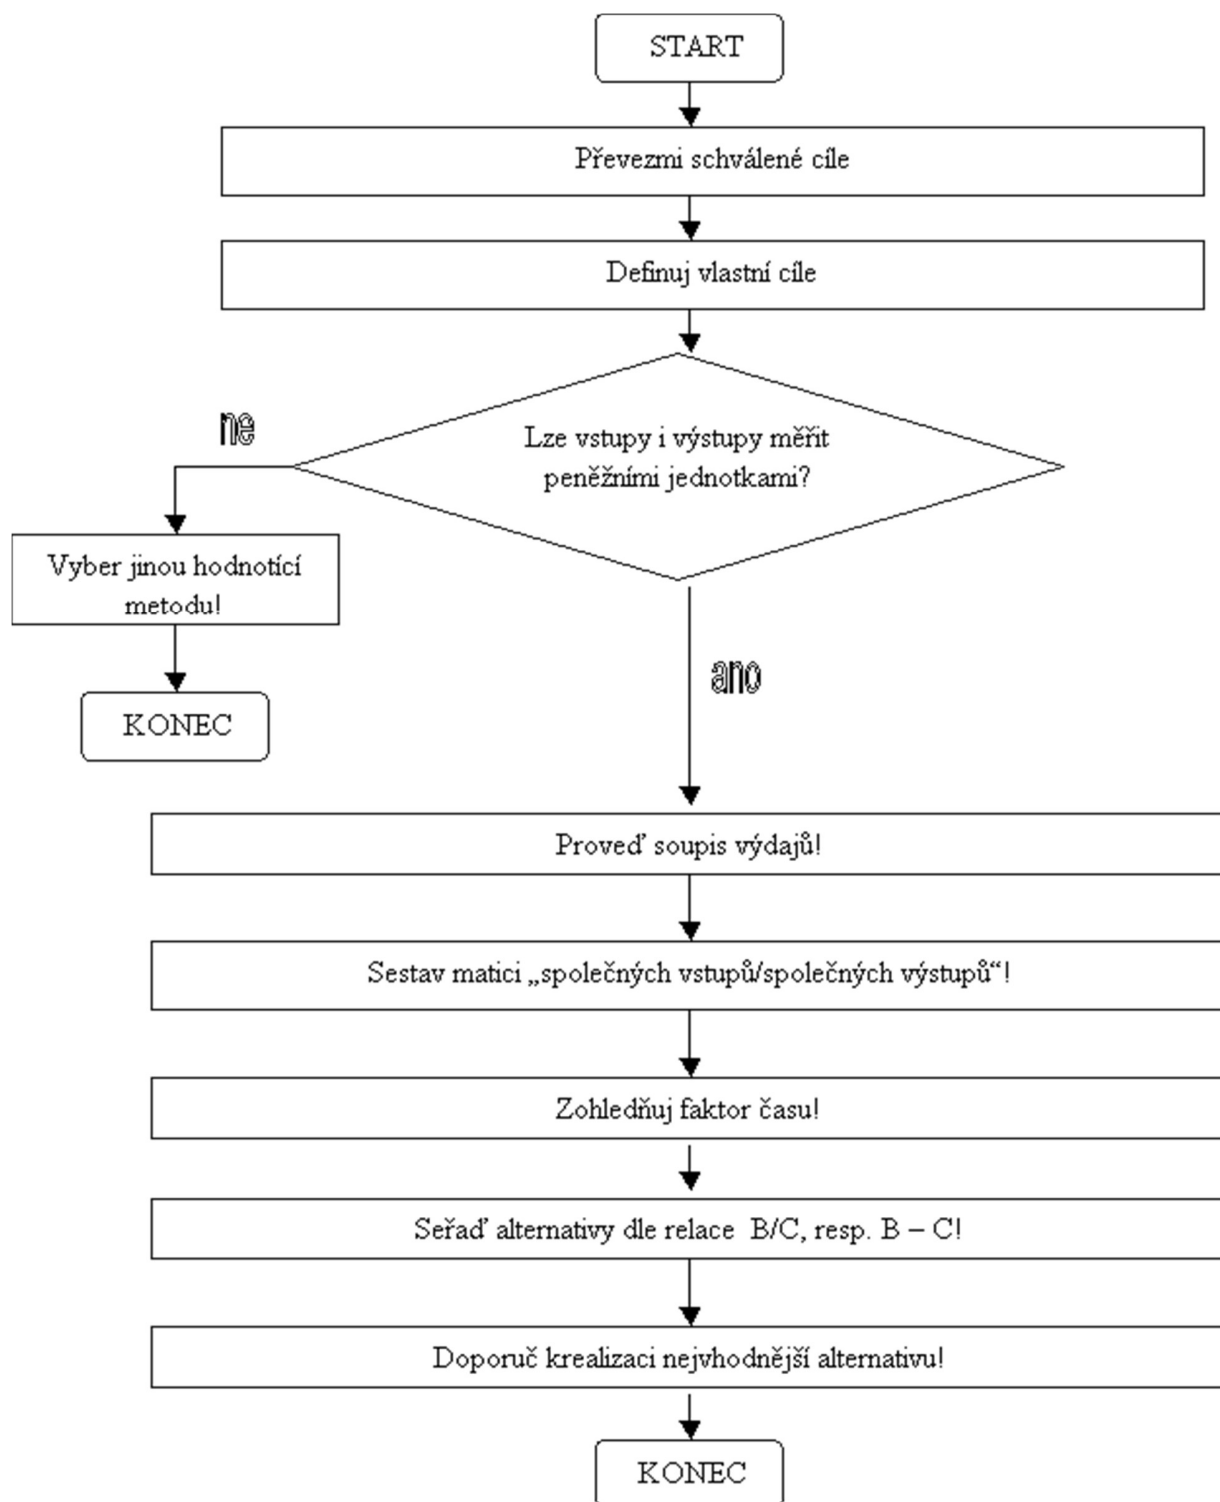 START
Převezmi schválené cíle
Definuj vlastní cíle
ne
Lze vstupy i výstupy měřit
peněžními jednotkami?
Vyber jinou hodnotící
metodu!
ano
KONEC
Proveď soupis výdajů!
Sestav matici „společných vstupů/společných výstupů“!
Zohledňuj faktor času!
Seřaď alternativy dle relace B/C, resp. B – C!
Doporuč krealizaci nejvhodnější alternativu!
KONEC